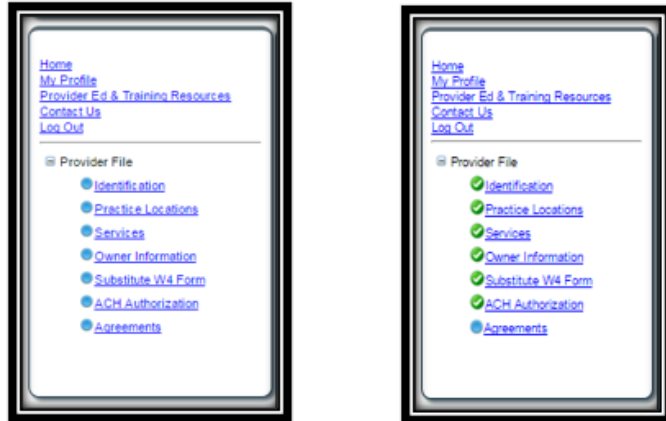 Home
My Profile
Provider Ed & Training Resources
Contact Us
Log Out
Provider File
Identification
Practice Locations
Services
Owner Information
Substitute W4 Form
ACH Authorization
Agreements
Home
My Profile
Provider Ed & Training Resources
Contact Us
Log Out
Provider File
Identification
Practice Locations
Services
Owner Information
Substitute W4 Form
ACH Authorization
Agreements